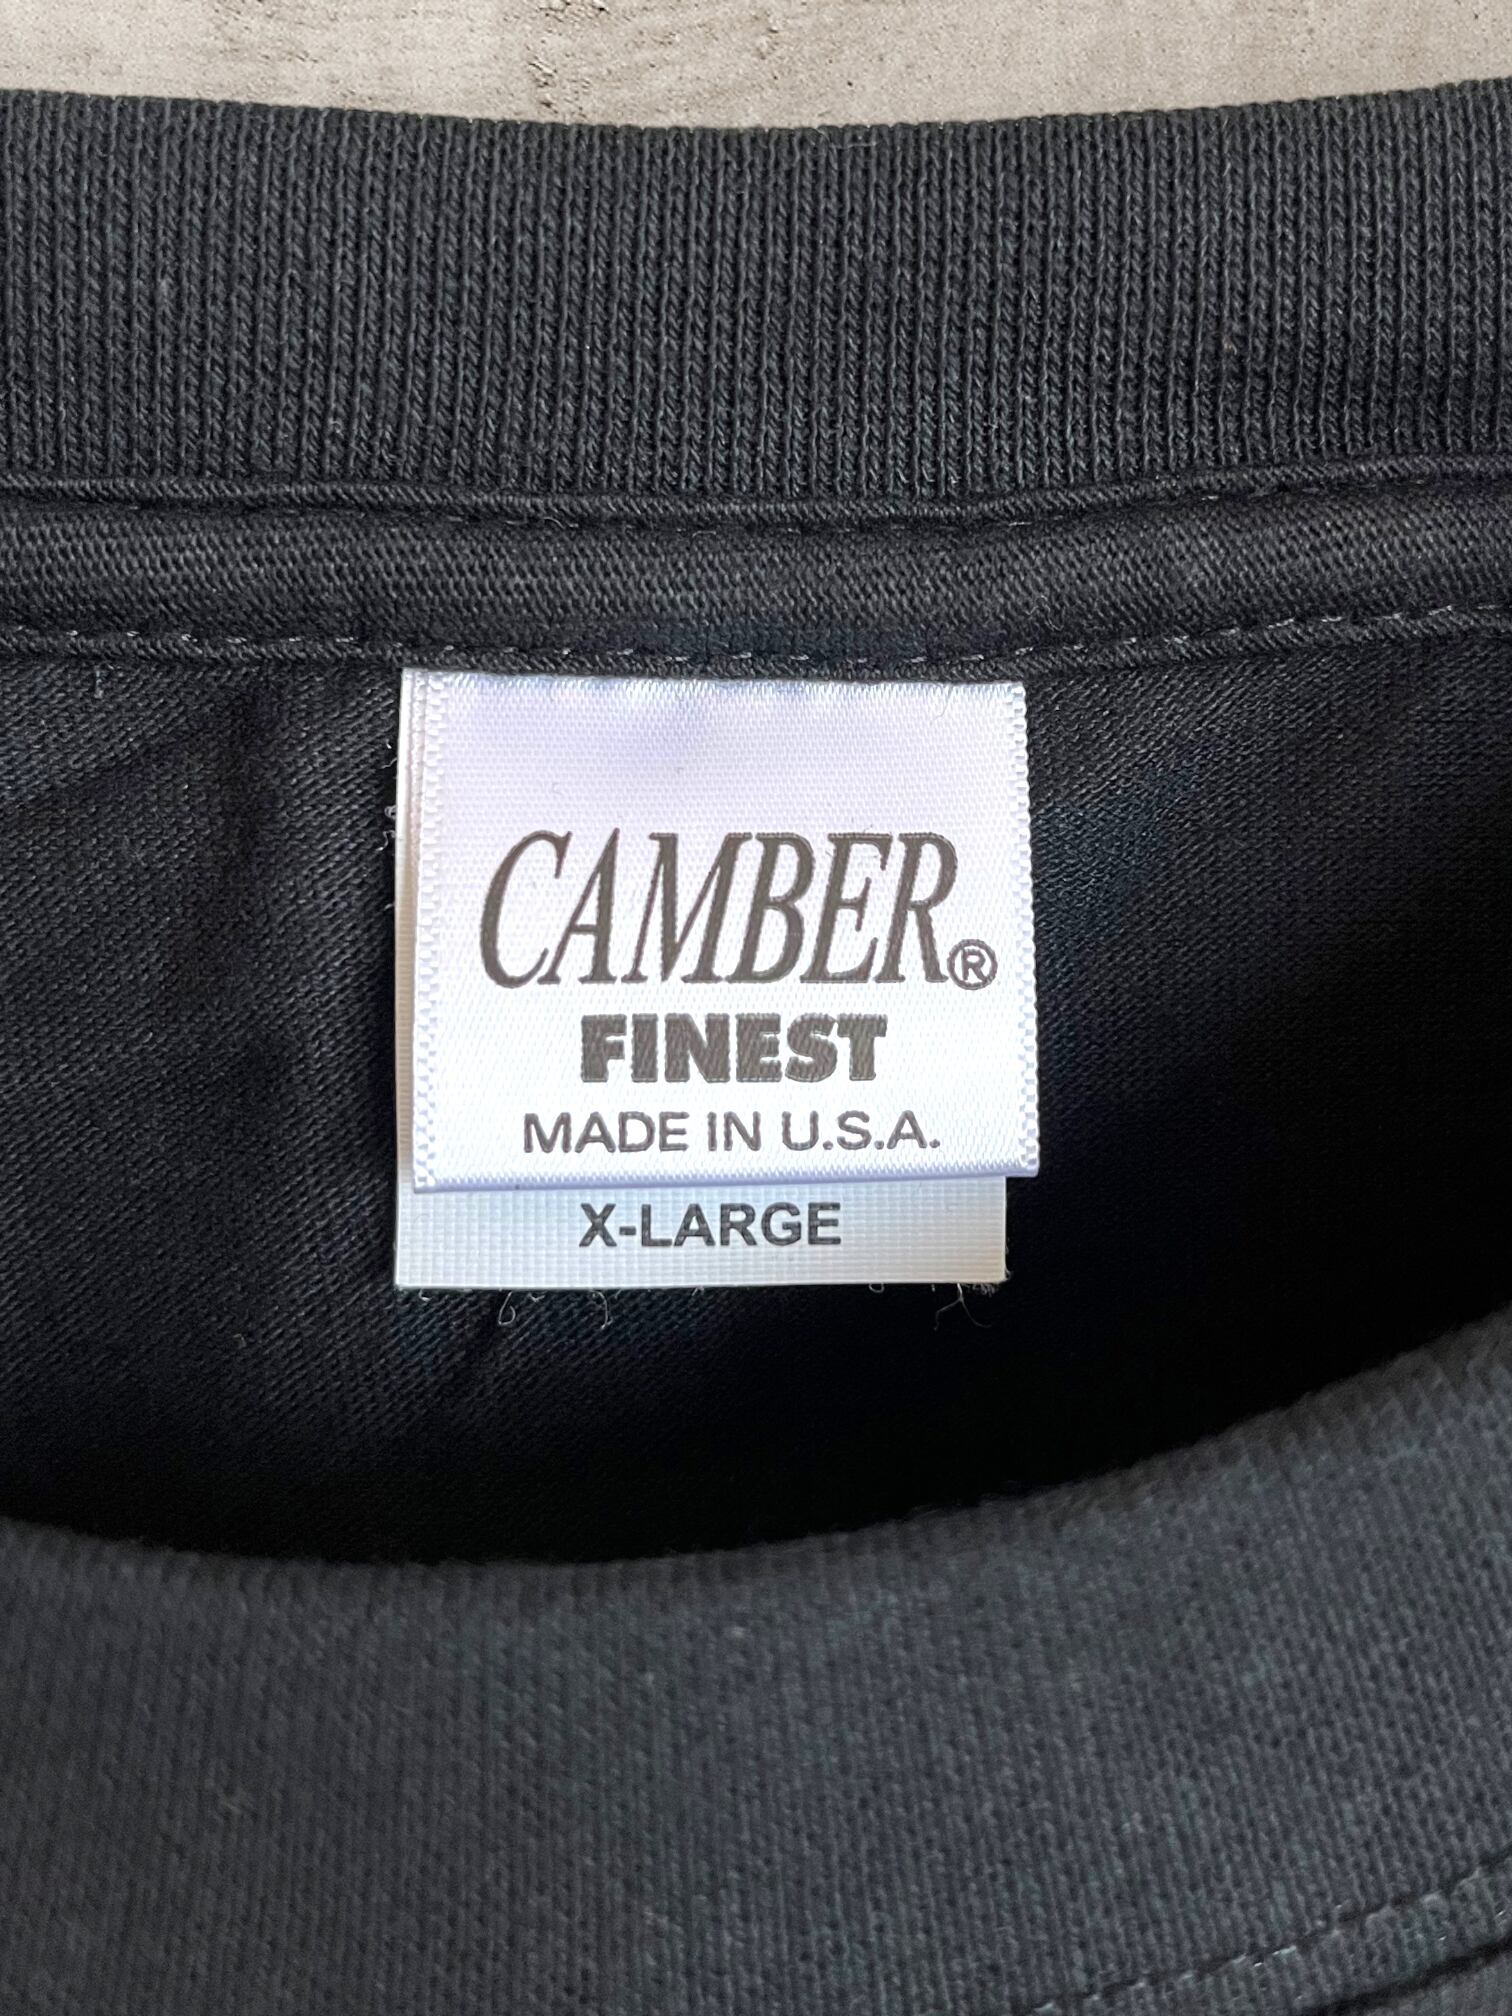 CAMBER®
FINEST
MADE IN U.S.A.
X-LARGE